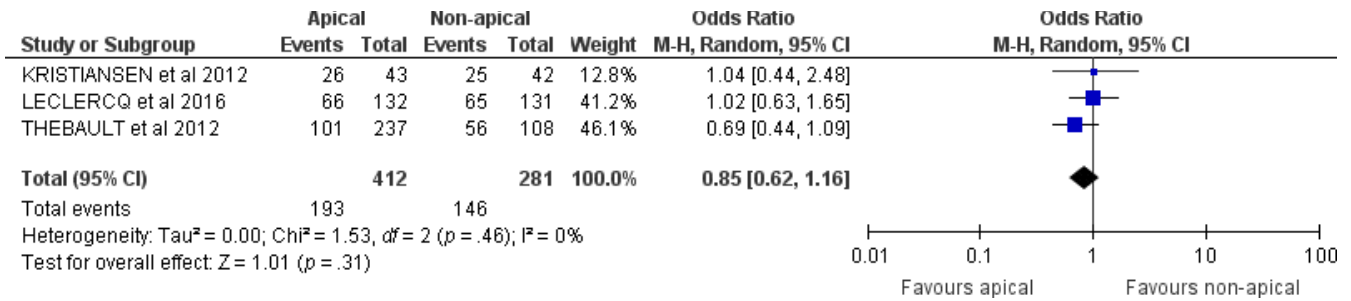 Apical Non-apical Odds Ratio Odds Ratio
Study or Subgroup Events Total Events Total Weight M-H, Random, 95% CI M-H, Random, 95% CI
KRISTIANSEN et al 2012 26 43 25 42 12.8% 1.04 [0.44, 2.48]
LECLERCQ et al 2016 66 132 65 131 41.2% 1.02 [0.63, 1.65]
THEBAULT et al 2012 101 237 56 108 46.1% 0.69 [0.44, 1.09]
Total (95% CI) 412 281 100.0% 0.85 [0.62, 1.16]
Total events 193 146
Heterogeneity: Tau² = 0.00; Chi² = 1.53, df = 2 (p = .46); I² = 0%
Test for overall effect: Z = 1.01 (p = .31)
0.01 0.1 1 10 100
Favours apical Favours non-apical